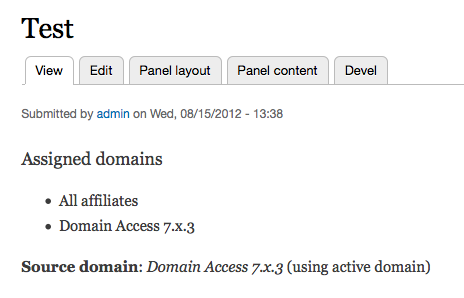 Test
View Edit Panel layout Panel content Devel
Submitted by admin on Wed, 08/15/2012 - 13:38
Assigned domains
• All affiliates
• Domain Access 7.x.3
Source domain: Domain Access 7.x.3 (using active domain)